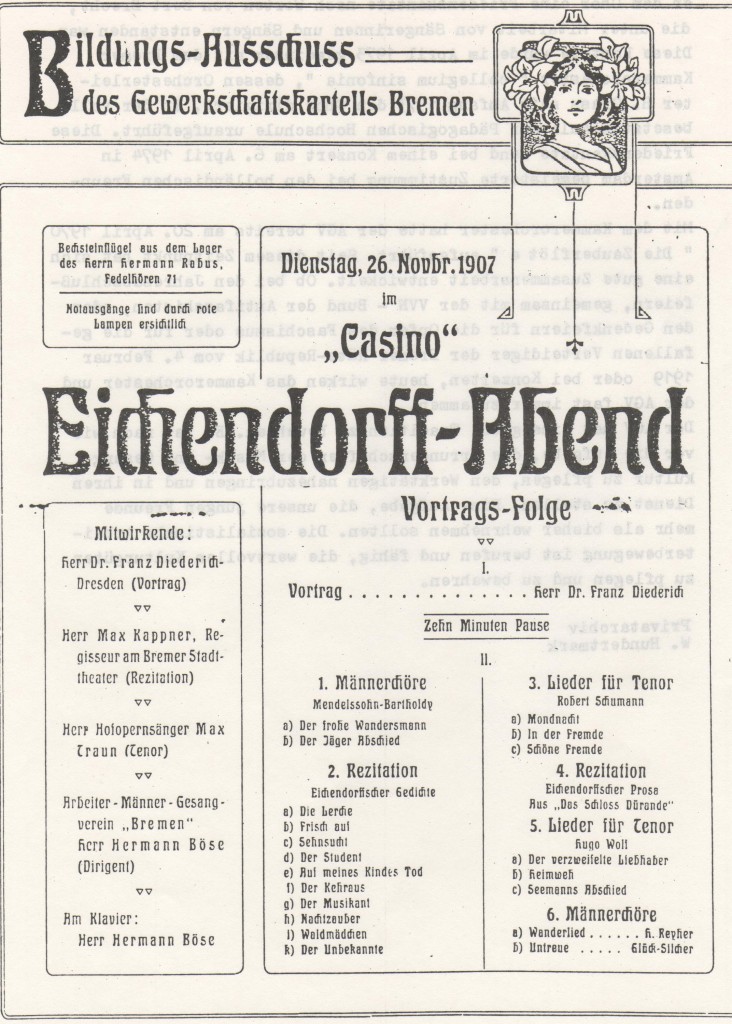 Bildungs-Ausschuss
des Gewerkschaftskartells Bremen
Bechsteinflügel aus dem Lager
des Herrn Hermann Rabus,
Fedelhören 71
Notausgänge sind durch rote
Lampen ersichtlich
Dienstag, 26. Novbr. 1907
im
„Casino“
Eichendorff-Abend
Mitwirkende:
Herr Dr. Franz Diederich-
Dresden (Vortrag)
Herr Max Kappner, Re-
gisseur am Bremer Stadt-
theater (Rezitation)
Herr Hofopernsänger Max
Traun (Tenor)
Arbeiter-Männer-Gesang-
verein „Bremen“
Herr Hermann Böse
(Dirigent)
Am Klavier:
Herr Hermann Böse
Vortrags-Folge
I.
Vortrag . . . . . . . . . . . . . . . Herr Dr. Franz Diederich
Zehn Minuten Pause
II.
1. Männerchöre
Mendelssohn-Bartholdy
a) Der frohe Wandersmann
b) Der Jäger Abschied
2. Rezitation
Eichendorffscher Gedichte
a) Die Lerche
b) Frisch auf
c) Sehnsucht
d) Der Student
e) Auf meines Kindes Tod
f) Der Kehraus
g) Der Musikant
h) Nachtzauber
i) Waldmädchen
k) Der Unbekannte
3. Lieder für Tenor
Robert Schumann
a) Mondnacht
b) In der Fremde
c) Schöne Fremde
4. Rezitation
Eichendorffscher Prosa
Aus „Das Schloss Dürande“
5. Lieder für Tenor
Hugo Wolf
a) Der verzweifelte Liebhaber
b) Heimweh
c) Seemanns Abschied
6. Männerchöre
a) Wanderlied . . . . . . H. Reyher
b) Untreue . . . . . Glück-Silcher